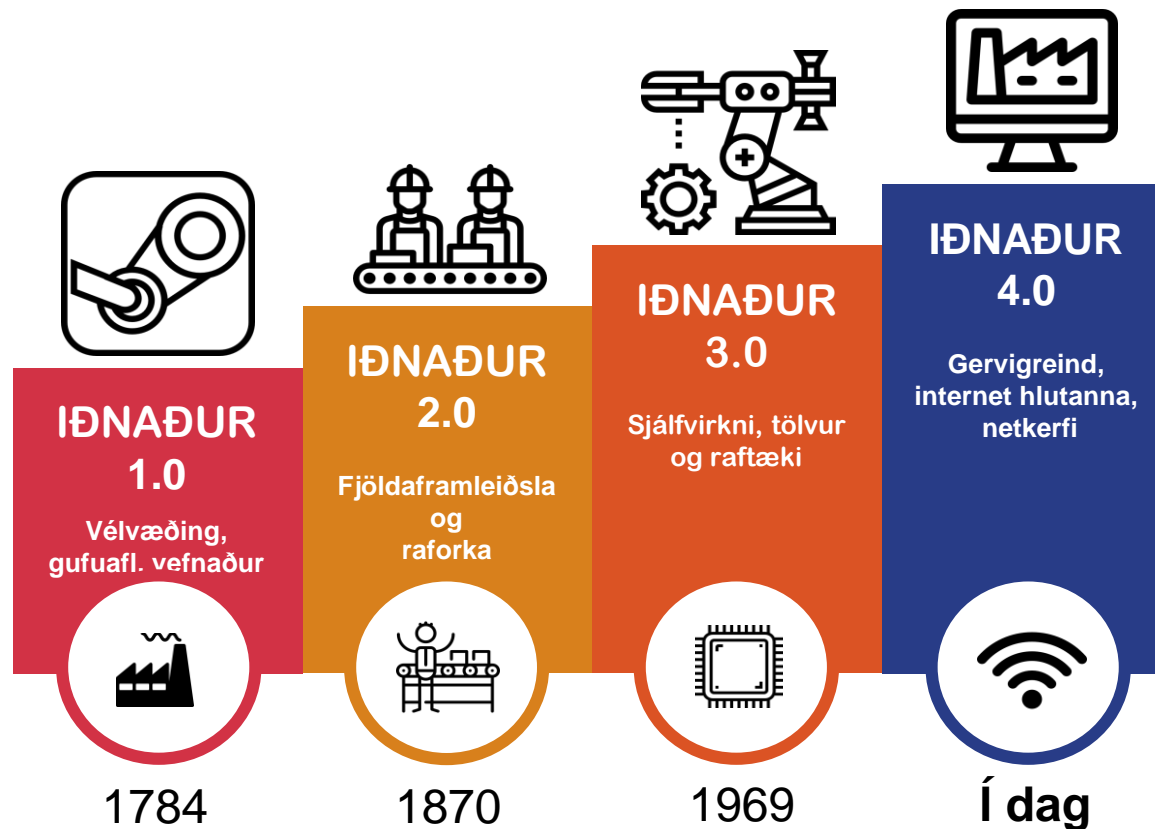 IÐNAÐUR
1.0
Vélvæðing,
gufuafl, vefnaður
1784
IÐNAÐUR
2.0
Fjöldaframleiðsla
og
raforka
1870
IÐNAÐUR
3.0
Sjálfvirkni, tölvur
og raftæki
1969
IÐNAÐUR
4.0
Gervigreind,
internet hlutanna,
netkerfi
Í dag